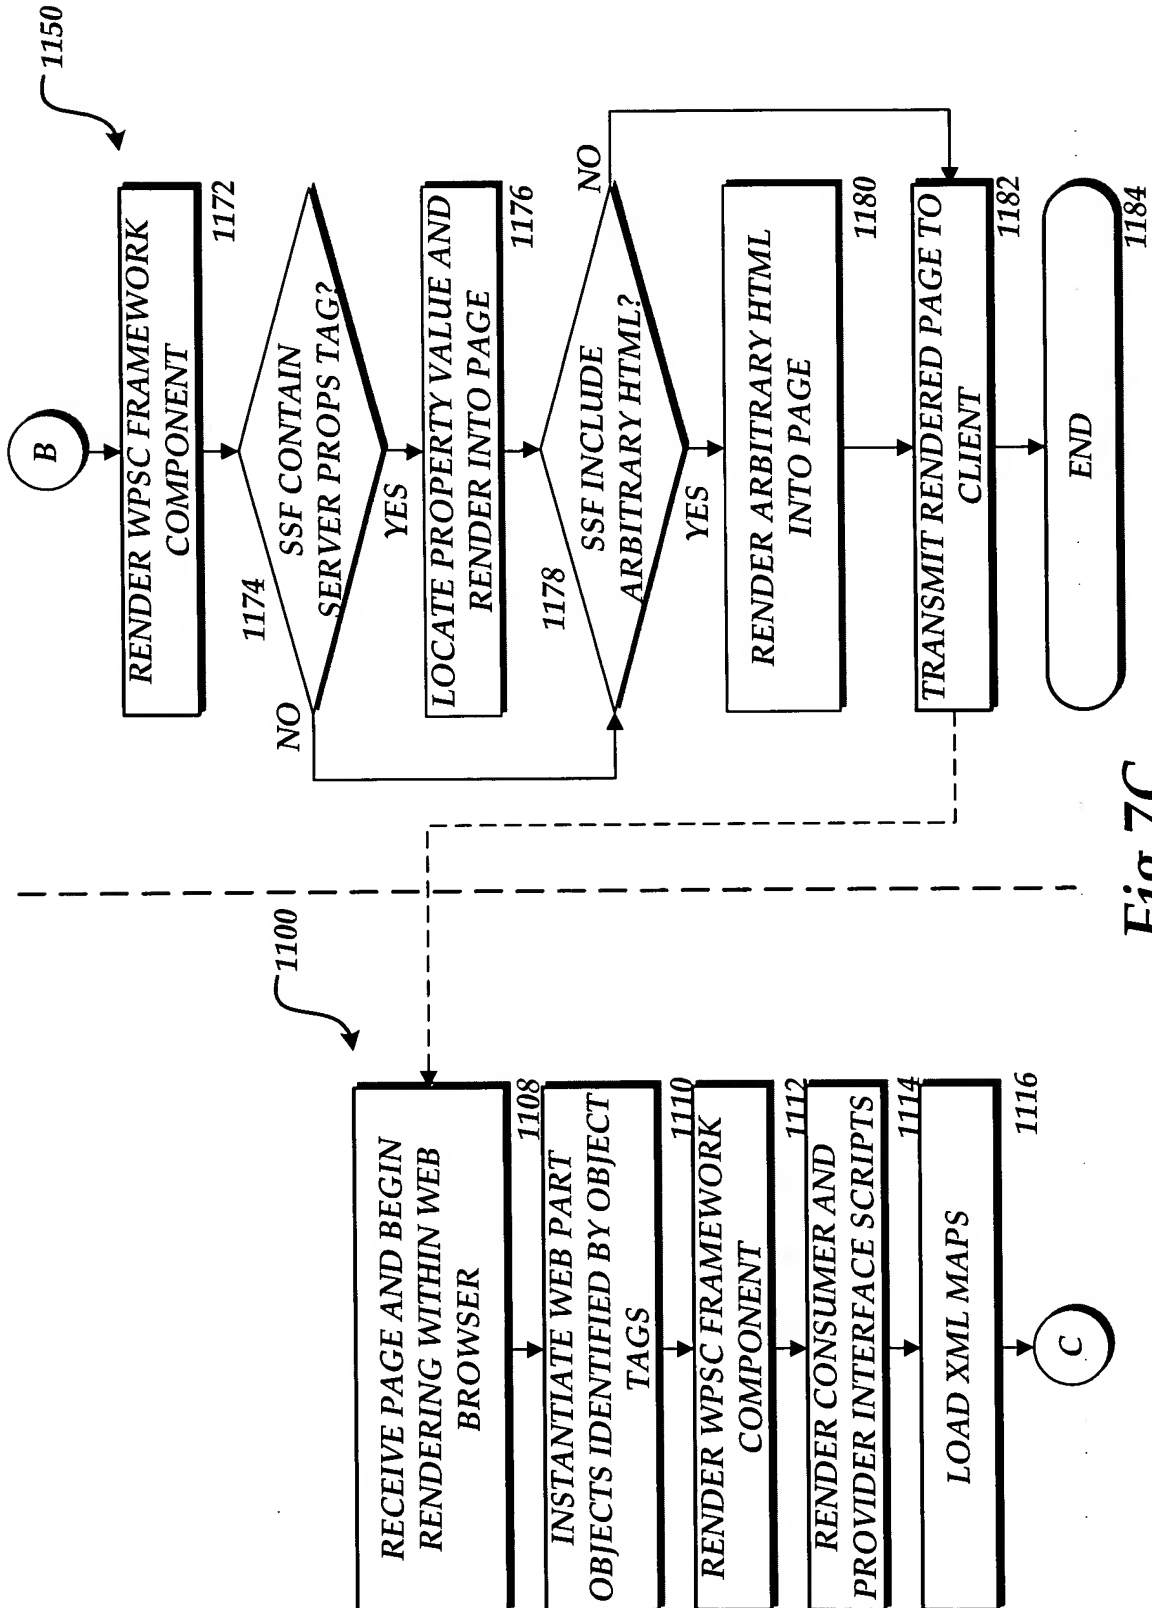 1100
RECEIVE PAGE AND BEGIN
RENDERING WITHIN WEB
BROWSER
1108
INSTANTIATE WEB PART
OBJECTS IDENTIFIED BY OBJECT
TAGS
1110
RENDER WPSC FRAMEWORK
COMPONENT
1112
RENDER CONSUMER AND
PROVIDER INTERFACE SCRIPTS
1114
LOAD XML MAPS
1116
C
1150
B
RENDER WPSC FRAMEWORK
COMPONENT
1172
1174
SSF CONTAIN
SERVER PROPS TAG?
NO
YES
LOCATE PROPERTY VALUE AND
RENDER INTO PAGE
1176
1178
SSF INCLUDE
ARBITRARY HTML?
NO
YES
RENDER ARBITRARY HTML
INTO PAGE
1180
TRANSMIT RENDERED PAGE TO
CLIENT
1182
END
1184
Fig.7C